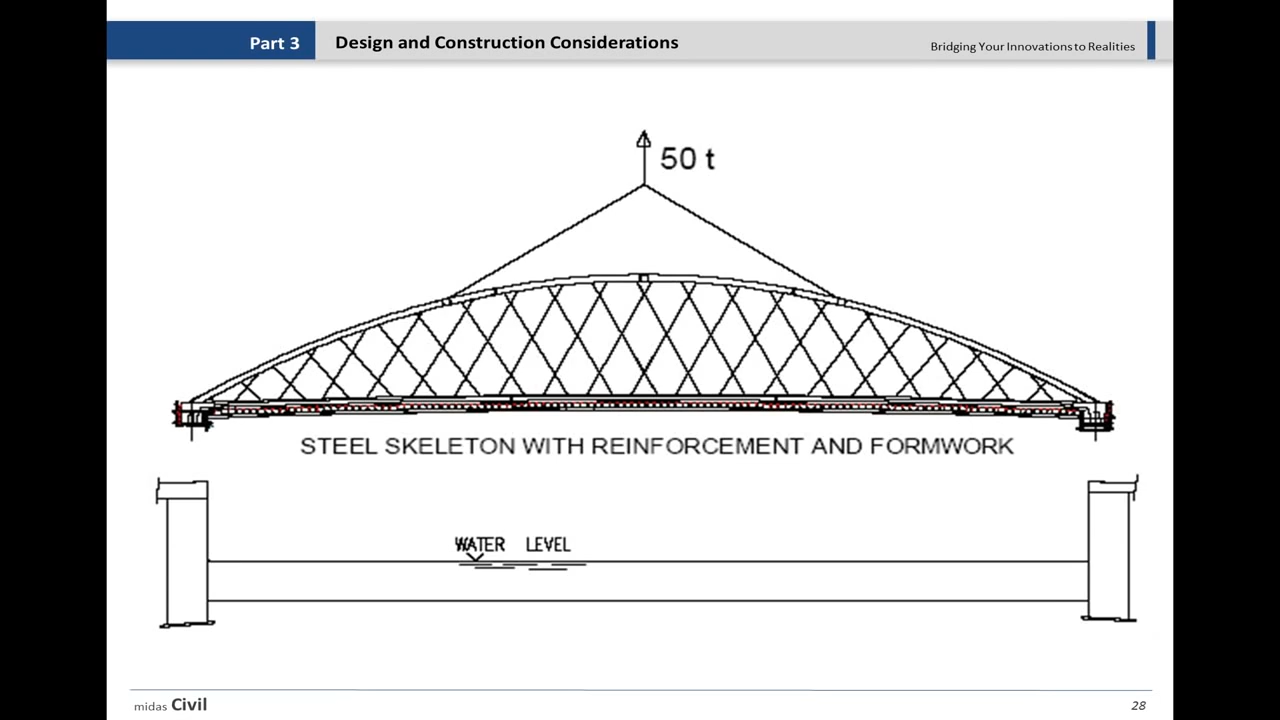 Part 3
Design and Construction Considerations
Bridging Your Innovations to Realities
50 t
STEEL SKELETON WITH REINFORCEMENT AND FORMWORK
WATER LEVEL
midas Civil
28